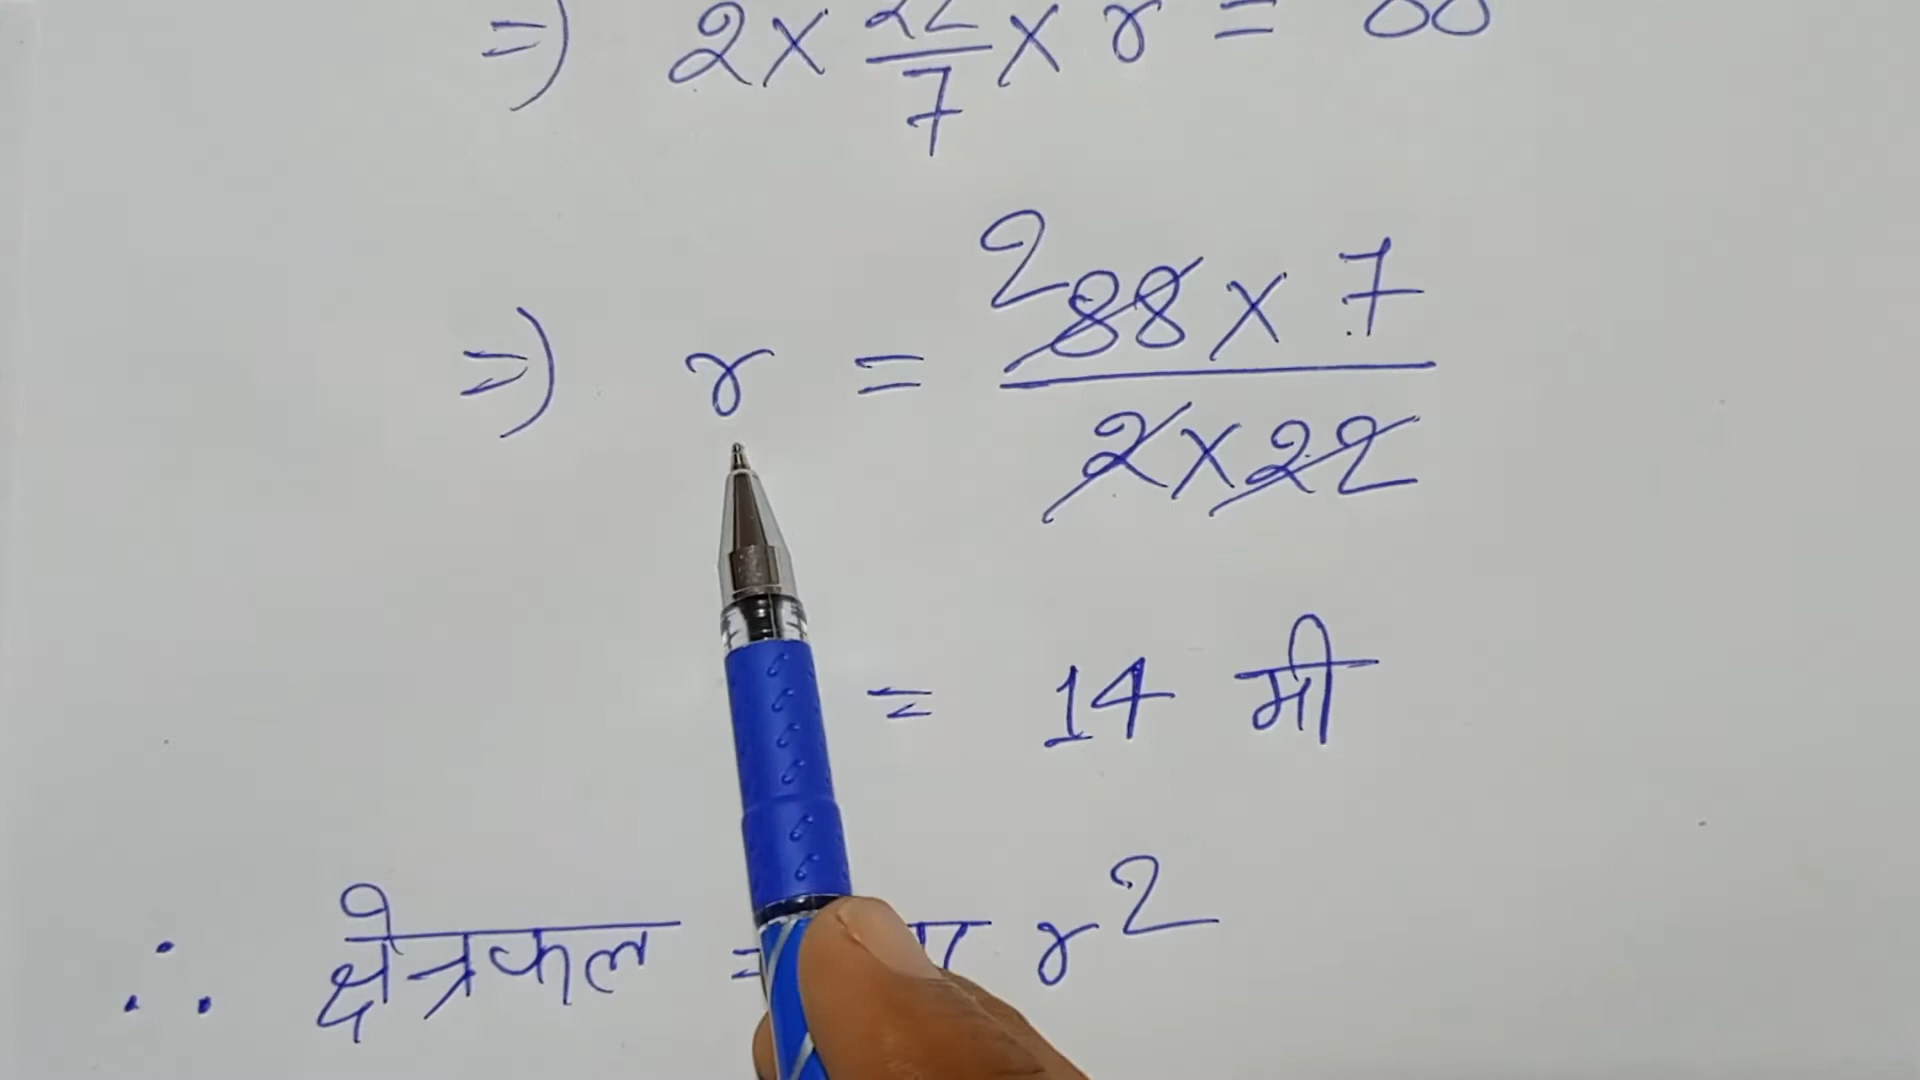 ⇒ 2 × 22/7 × r = 88
⇒ r = 2 88 × 7 / 2 × 22
= 14 मी
∴ क्षेत्रफल = r²